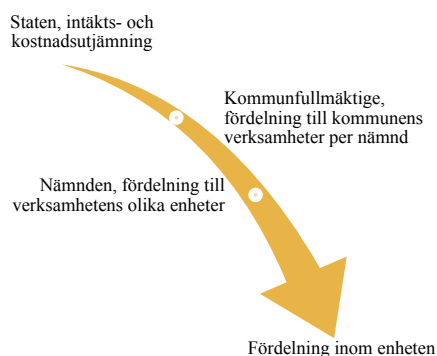 Staten, intäkts- och
kostnadsutjämning
Kommunfullmäktige,
fördelning till kommunens
verksamheter per nämnd
Nämnden, fördelning till
verksamhetens olika enheter
Fördelning inom enheten